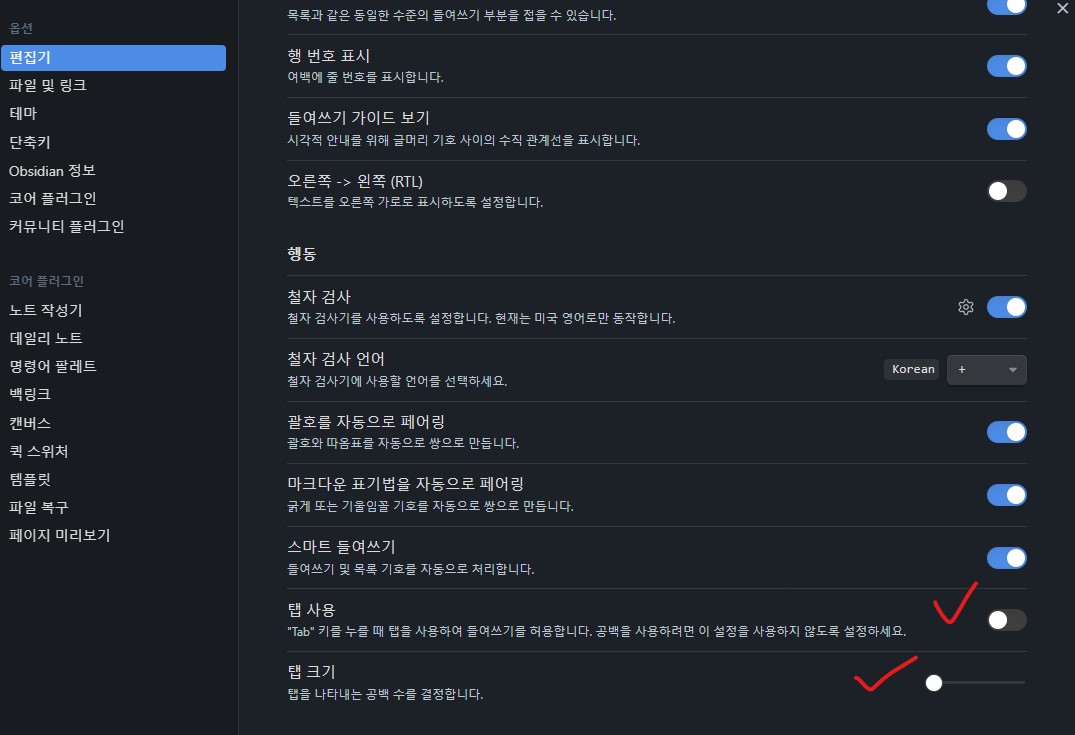 옵션
편집기
파일 및 링크
테마
단축키
Obsidian 정보
코어 플러그인
커뮤니티 플러그인
코어 플러그인
노트 작성기
데일리 노트
명령어 팔레트
백링크
캔버스
퀵 스위처
템플릿
파일 복구
페이지 미리보기
목록과 같은 동일한 수준의 들여쓰기 부분을 접을 수 있습니다.
행 번호 표시
여백에 줄 번호를 표시합니다.
들여쓰기 가이드 보기
시각적 안내를 위해 글머리 기호 사이의 수직 관계선을 표시합니다.
오른쪽 -> 왼쪽 (RTL)
텍스트를 오른쪽 가로로 표시하도록 설정합니다.
행동
철자 검사
철자 검사기를 사용하도록 설정합니다. 현재는 미국 영어로만 동작합니다.
철자 검사 언어
철자 검사기에 사용할 언어를 선택하세요.
Korean
+
괄호를 자동으로 페어링
괄호와 따옴표를 자동으로 쌍으로 만듭니다.
마크다운 표기법을 자동으로 페어링
굵게 또는 기울임꼴 기호를 자동으로 쌍으로 만듭니다.
스마트 들여쓰기
들여쓰기 및 목록 기호를 자동으로 처리합니다.
탭 사용
"Tab" 키를 누를 때 탭을 사용하여 들여쓰기를 허용합니다. 공백을 사용하려면 이 설정을 사용하지 않도록 설정하세요.
탭 크기
탭을 나타내는 공백 수를 결정합니다.